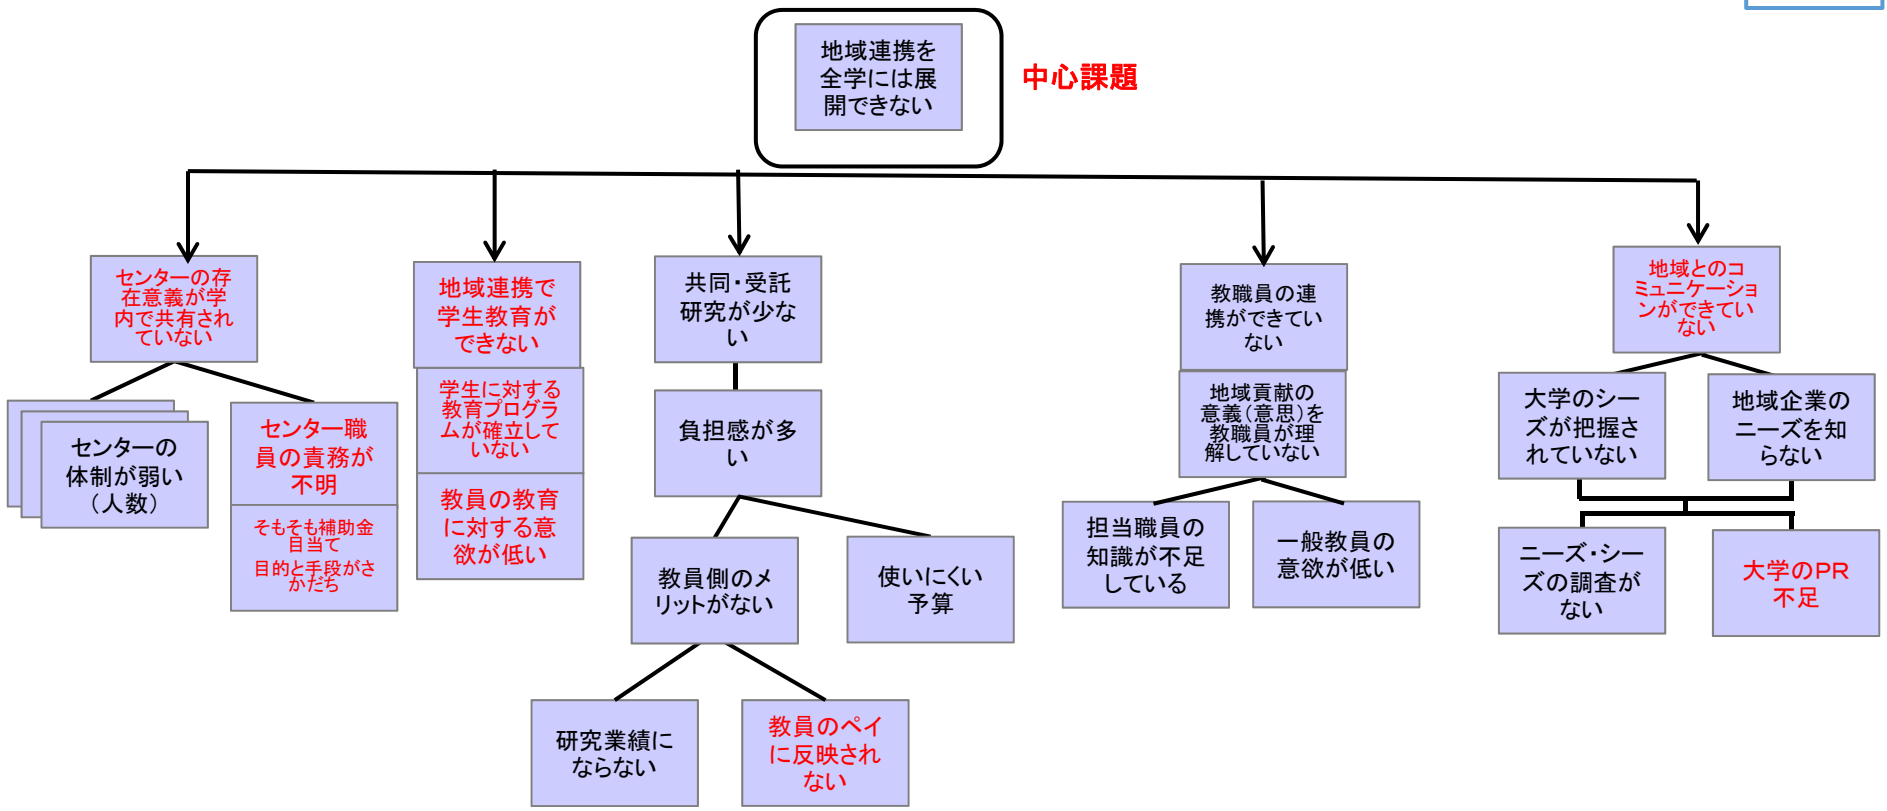 地域連携を
全学には展
開できない
中心課題
センターの存
在意義が学
内で共有され
ていない
地域連携で
学生教育が
できない
共同・受託
研究が少な
い
教職員の連
携ができてい
ない
地域とのコ
ミュニケーショ
ンができてい
ない
センターの
体制が弱い
（人数）
センター職
員の責務が
不明
そもそも補助金
目当て
目的と手段がさ
かだち
学生に対する
教育プログラ
ムが確立して
いない
教員の教育
に対する意
欲が低い
負担感が多
い
教員側のメ
リットがない
使いにくい
予算
研究業績に
ならない
教員のペイ
に反映され
ない
地域貢献の
意義（意思）を
教職員が理
解していない
担当職員の
知識が不足
している
一般教員の
意欲が低い
大学のシー
ズが把握さ
れていない
地域企業の
ニーズを知
らない
ニーズ・シー
ズの調査が
ない
大学のPR
不足